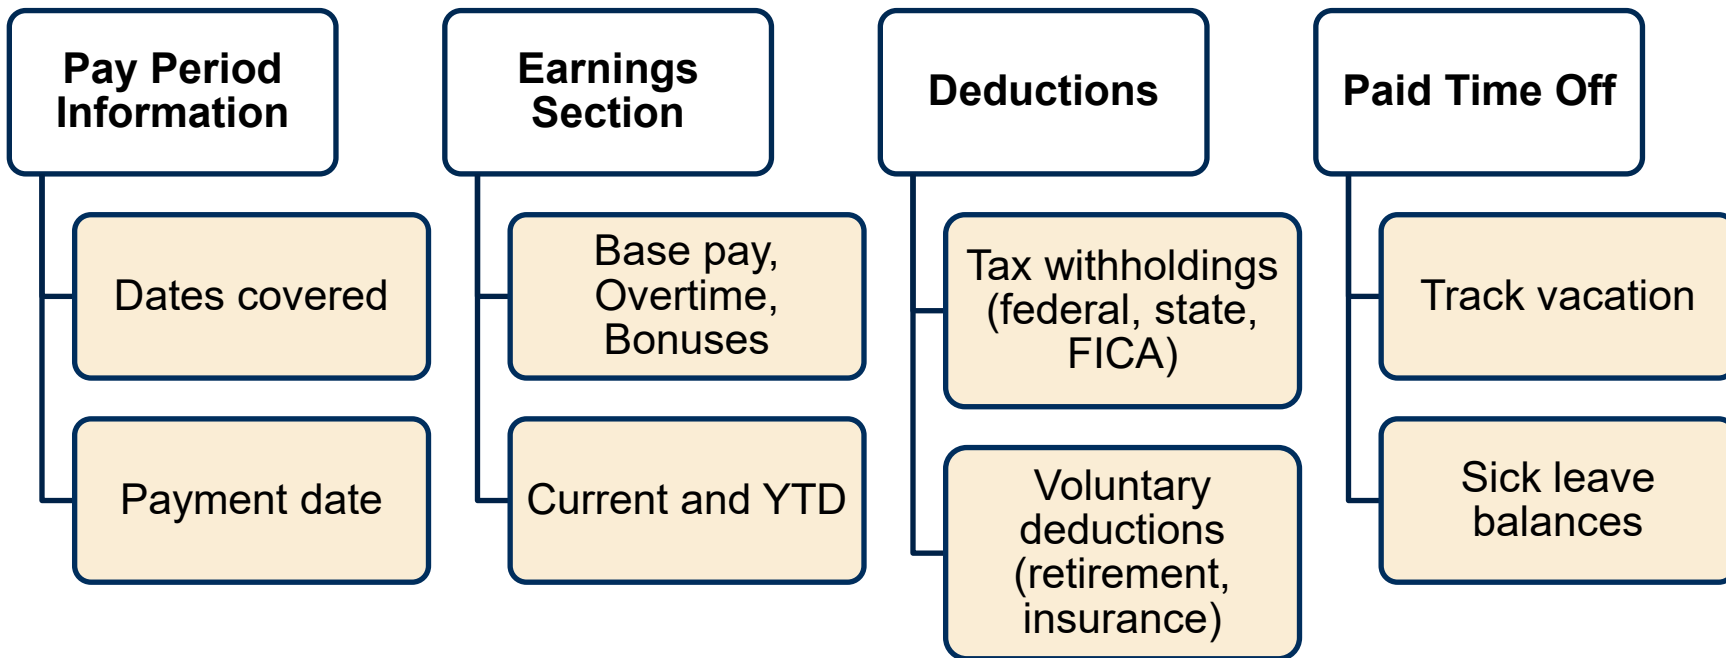 Pay Period
Information
Dates covered
Payment date
Earnings
Section
Base pay,
Overtime,
Bonuses
Current and YTD
Deductions
Tax withholdings
(federal, state,
FICA)
Voluntary
deductions
(retirement,
insurance)
Paid Time Off
Track vacation
Sick leave
balances